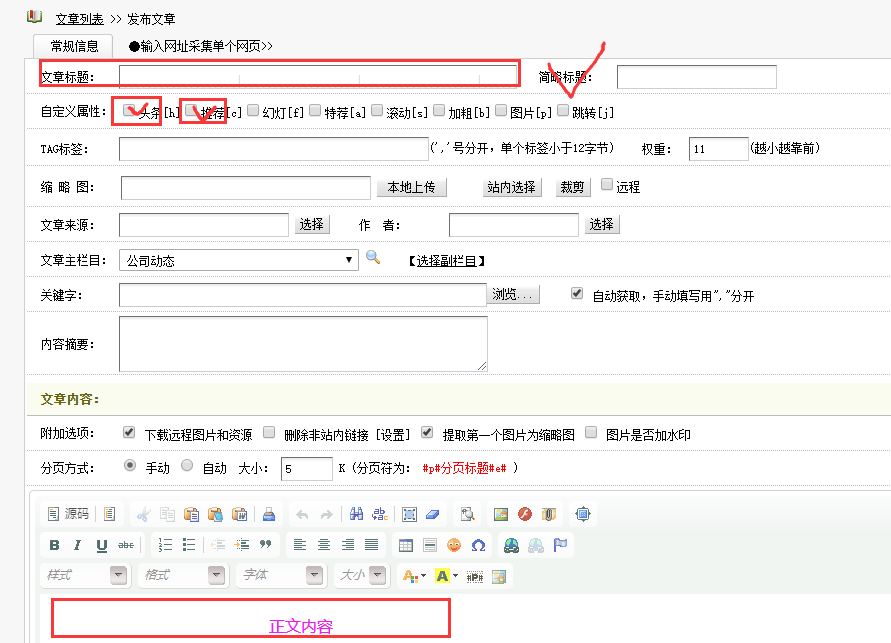 文章列表 >> 发布文章
常规信息 ●输入网址采集单个网页>>
文章标题： 简略标题：
自定义属性： 头条[h] 推荐[c] 幻灯[f] 特荐[a] 滚动[s] 加粗[b] 图片[p] 跳转[j]
TAG标签： (','号分开，单个标签小于12字节) 权重： 11 (越小越靠前)
缩 略 图： 本地上传 站内选择 裁剪 远程
文章来源： 选择 作 者： 选择
文章主栏目： 公司动态 【选择副栏目】
关键字： 浏览... 自动获取，手动填写用","分开
内容摘要：
文章内容：
附加选项： 下载远程图片和资源 删除非站内链接 [设置] 提取第一个图片为缩略图 图片是否加水印
分页方式： 手动 自动 大小： 5 K (分页符为： #p#分页标题#e# )
源码
B I U abc
样式 格式 字体 大小
正文内容